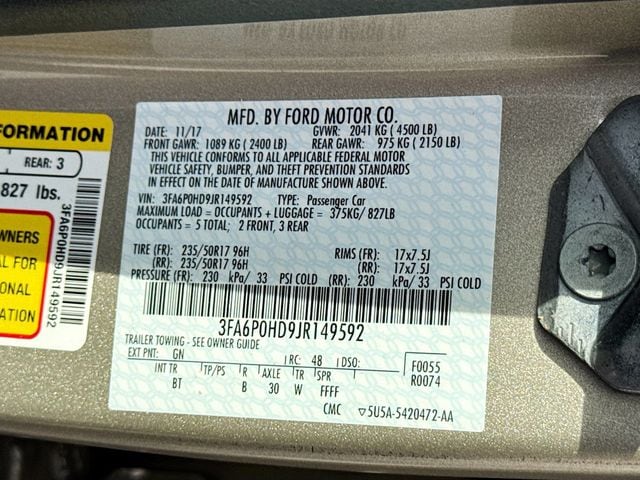 FORMATION
REAR: 3
827 lbs.
WNERS
AL FOR
IONAL
ATION
3FA6P0HD9JR149592
MFD. BY FORD MOTOR CO.
DATE: 11/17 GVWR: 2041 KG ( 4500 LB)
FRONT GAWR: 1089 KG ( 2400 LB) REAR GAWR: 975 KG ( 2150 LB)
THIS VEHICLE CONFORMS TO ALL APPLICABLE FEDERAL MOTOR
VEHICLE SAFETY, BUMPER, AND THEFT PREVENTION STANDARDS
IN EFFECT ON THE DATE OF MANUFACTURE SHOWN ABOVE.
VIN: 3FA6P0HD9JR149592 TYPE: Passenger Car
MAXIMUM LOAD = OCCUPANTS + LUGGAGE = 375KG/ 827LB
OCCUPANTS = 5 TOTAL; 2 FRONT, 3 REAR
TIRE (FR): 235/50R17 96H RIMS (FR): 17x7.5J
(RR): 235/50R17 96H (RR): 17x7.5J
PRESSURE (FR): 230 kPa/ 33 PSI COLD (RR): 230 kPa/ 33 PSI COLD
3FA6P0HD9JR149592
TRAILER TOWING - SEE OWNER GUIDE
EXT PNT: GN RC: 48 DSO: F0055
INT TR TP/PS R AXLE TR SPR R0074
BT B 30 W FFFF
CMC 5U5A-5420472-AA